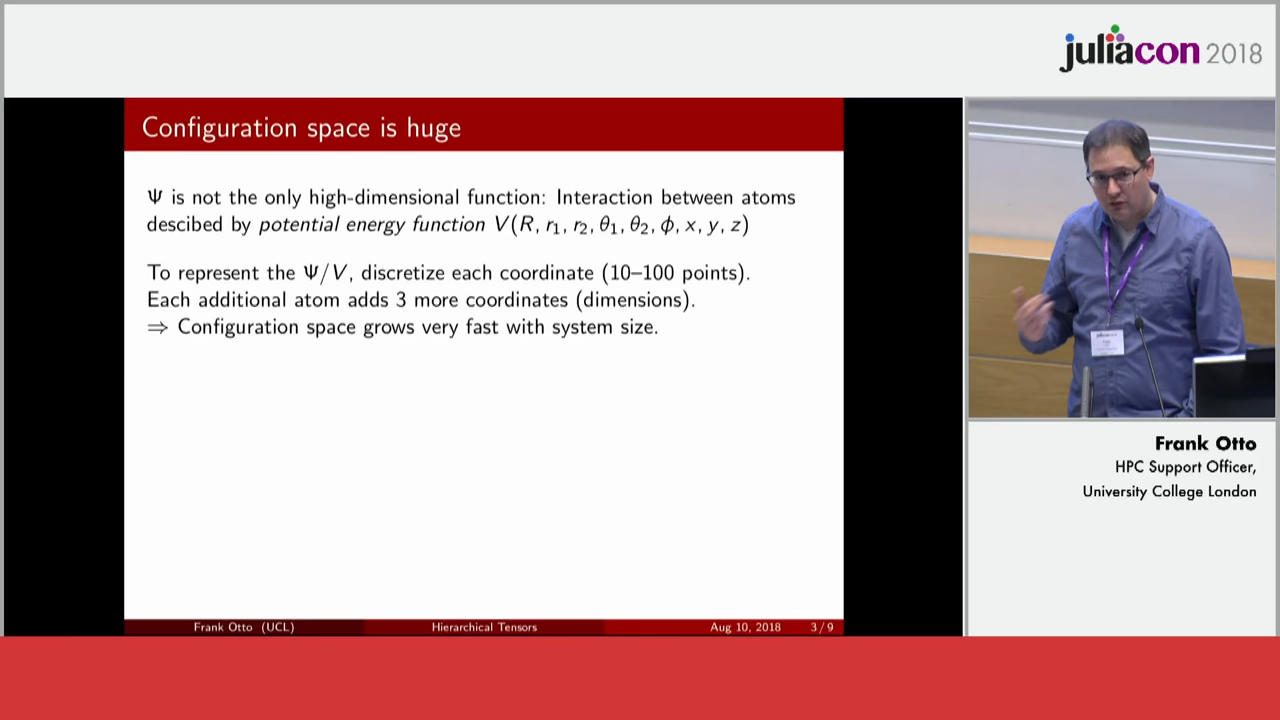 juliacon 2018
Configuration space is huge
Ψ is not the only high-dimensional function: Interaction between atoms
descibed by potential energy function V(R, r₁, r₂, θ₁, θ₂, ϕ, x, y, z)
To represent the Ψ/V, discretize each coordinate (10–100 points).
Each additional atom adds 3 more coordinates (dimensions).
⇒ Configuration space grows very fast with system size.
Frank Otto (UCL) Hierarchical Tensors Aug 10, 2018 3 / 9
Frank Otto
HPC Support Officer,
University College London